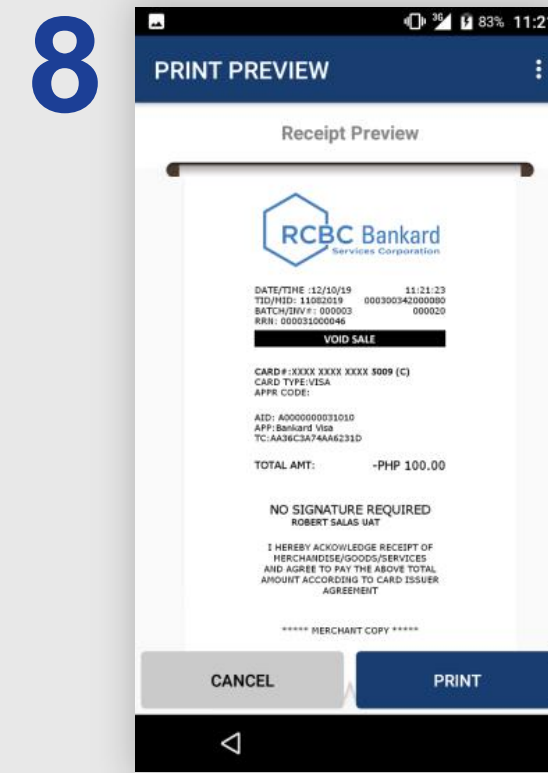 8
3G 83% 11:21
PRINT PREVIEW
Receipt Preview
RCBC Bankard
Services Corporation
DATE/TIME :12/10/19 11:21:23
TID/MID: 11082019 000300342000080
BATCH/INV#: 000003 000020
RRN: 000031000046
VOID SALE
CARD#:XXXX XXXX XXXX 5009 (C)
CARD TYPE:VISA
APPR CODE:
AID: A0000000031010
APP:Bankard Visa
TC:AA36C3A74AA6231D
TOTAL AMT: -PHP 100.00
NO SIGNATURE REQUIRED
ROBERT SALAS UAT
I HEREBY ACKOWLEDGE RECEIPT OF
MERCHANDISE/GOODS/SERVICES
AND AGREE TO PAY THE ABOVE TOTAL
AMOUNT ACCORDING TO CARD ISSUER
AGREEMENT
***** MERCHANT COPY *****
CANCEL PRINT